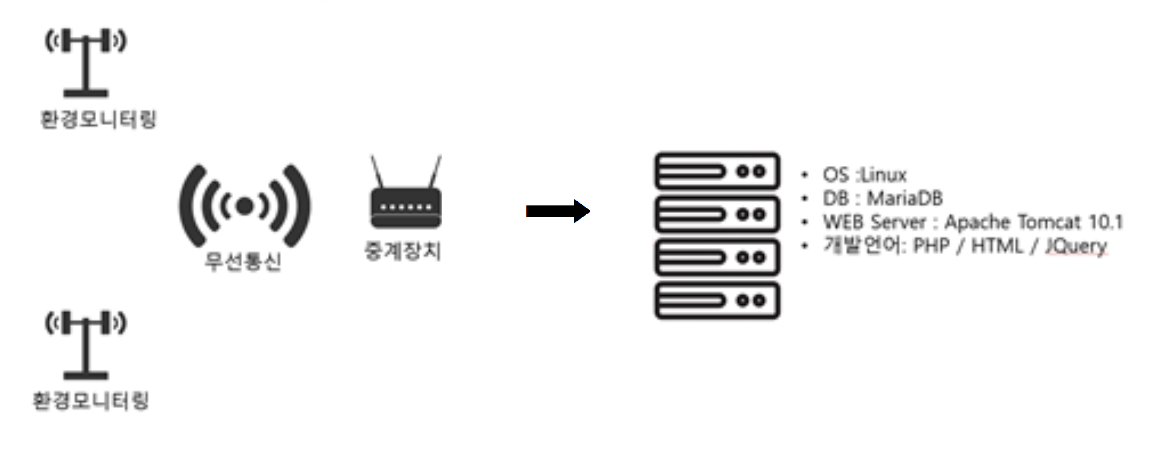 환경모니터링
무선통신
중계장치
• OS :Linux
• DB : MariaDB
• WEB Server : Apache Tomcat 10.1
• 개발언어: PHP / HTML / JQuery
환경모니터링